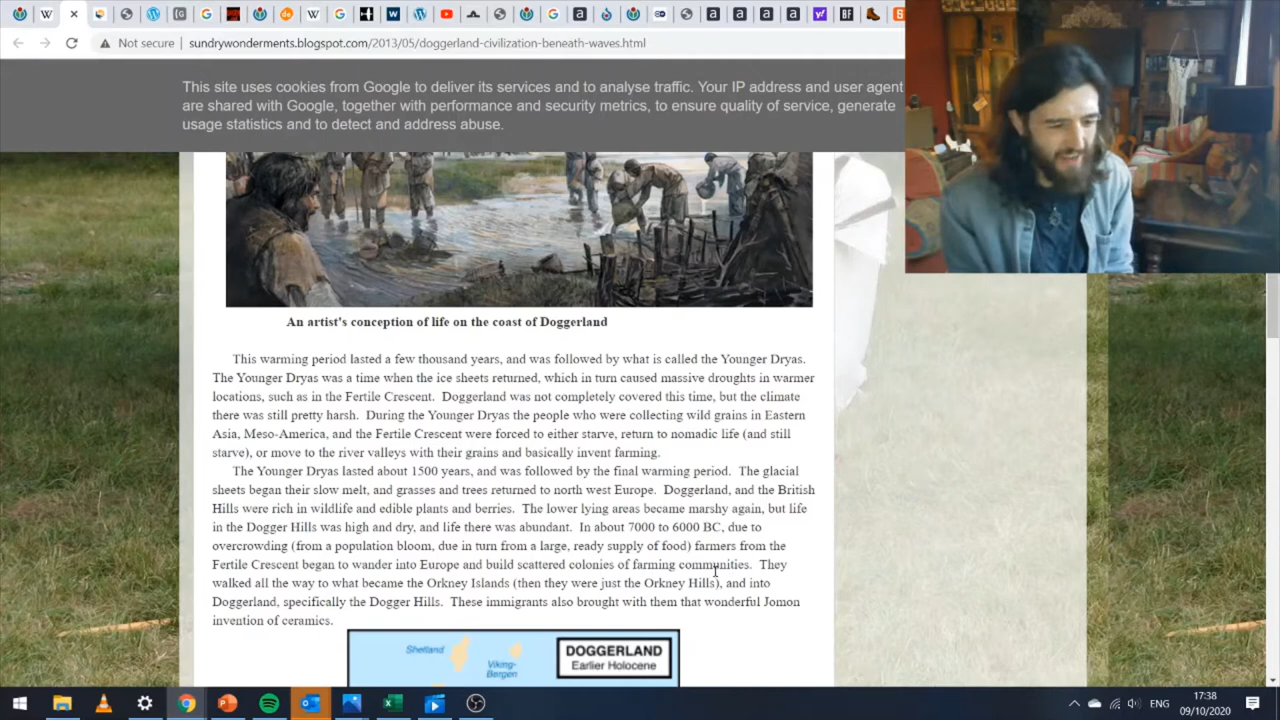 Not secure
sundrywonderments.blogspot.com/2013/05/doggerland-civilization-beneath-waves.html
This site uses cookies from Google to deliver its services and to analyse traffic. Your IP address and user agent
are shared with Google, together with performance and security metrics, to ensure quality of service, generate
usage statistics and to detect and address abuse.
An artist's conception of life on the coast of Doggerland
This warming period lasted a few thousand years, and was followed by what is called the Younger Dryas.
The Younger Dryas was a time when the ice sheets returned, which in turn caused massive droughts in warmer
locations, such as in the Fertile Crescent. Doggerland was not completely covered this time, but the climate
there was still pretty harsh. During the Younger Dryas the people who were collecting wild grains in Eastern
Asia, Meso-America, and the Fertile Crescent were forced to either starve, return to nomadic life (and still
starve), or move to the river valleys with their grains and basically invent farming.
The Younger Dryas lasted about 1500 years, and was followed by the final warming period. The glacial
sheets began their slow melt, and grasses and trees returned to north west Europe. Doggerland, and the British
Hills were rich in wildlife and edible plants and berries. The lower lying areas became marshy again, but life
in the Dogger Hills was high and dry, and life there was abundant. In about 7000 to 6000 BC, due to
overcrowding (from a population bloom, due in turn from a large, ready supply of food) farmers from the
Fertile Crescent began to wander into Europe and build scattered colonies of farming communities. They
walked all the way to what became the Orkney Islands (then they were just the Orkney Hills), and into
Doggerland, specifically the Dogger Hills. These immigrants also brought with them that wonderful Jomon
invention of ceramics.
Shetland
Viking-
Bergen
DOGGERLAND
Earlier Holocene
ENG
17:38
09/10/2020